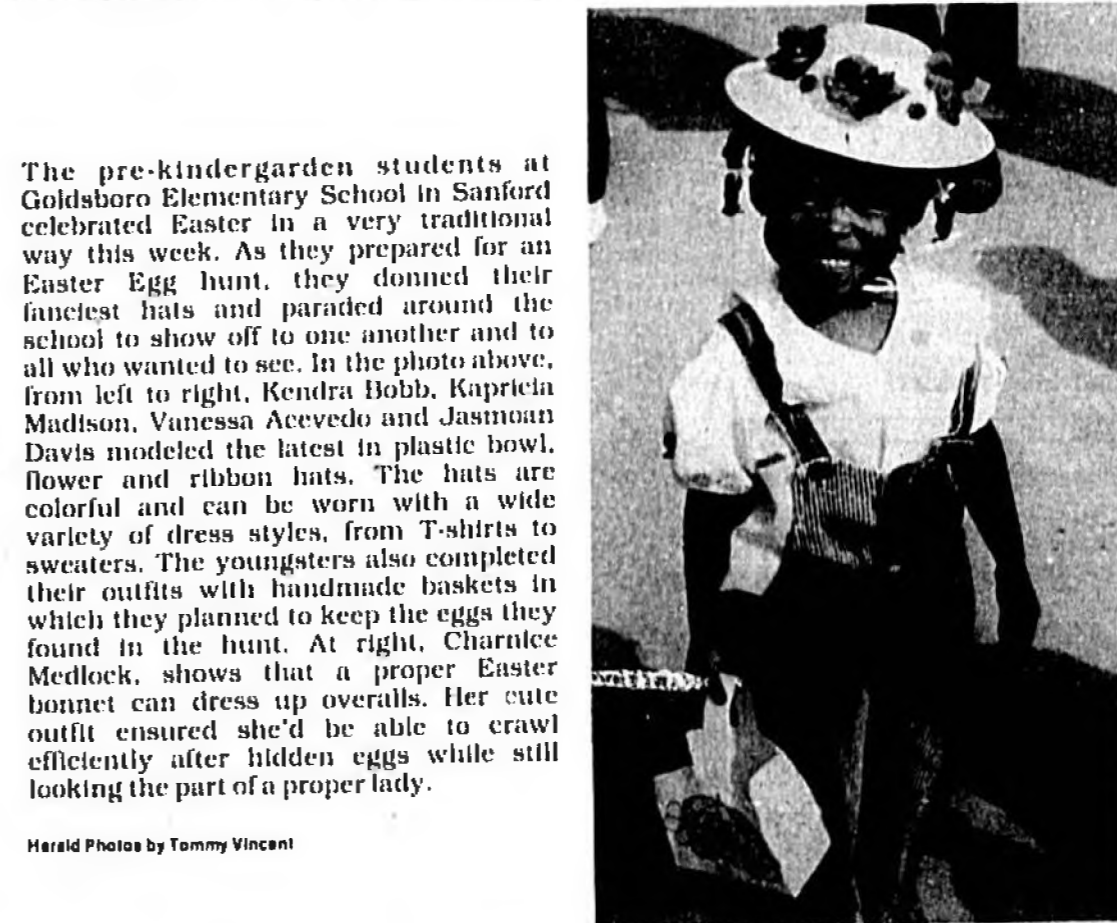 The pre-kindergarden students at
Goldsboro Elementary School in Sanford
celebrated Easter in a very traditional
way this week. As they prepared for an
Easter Egg hunt, they donned their
fanciest hats and paraded around the
school to show off to one another and to
all who wanted to see. In the photo above,
from left to right, Kendra Bobb, Kapricia
Madison, Vanessa Acevedo and Jasmoan
Davis modeled the latest in plastic bowl,
flower and ribbon hats. The hats are
colorful and can be worn with a wide
variety of dress styles, from T-shirts to
sweaters. The youngsters also completed
their outfits with handmade baskets in
which they planned to keep the eggs they
found in the hunt. At right, Charnice
Medlock, shows that a proper Easter
bonnet can dress up overalls. Her cute
outfit ensured she'd be able to crawl
efficiently after hidden eggs while still
looking the part of a proper lady.
Herald Photos by Tommy Vincent